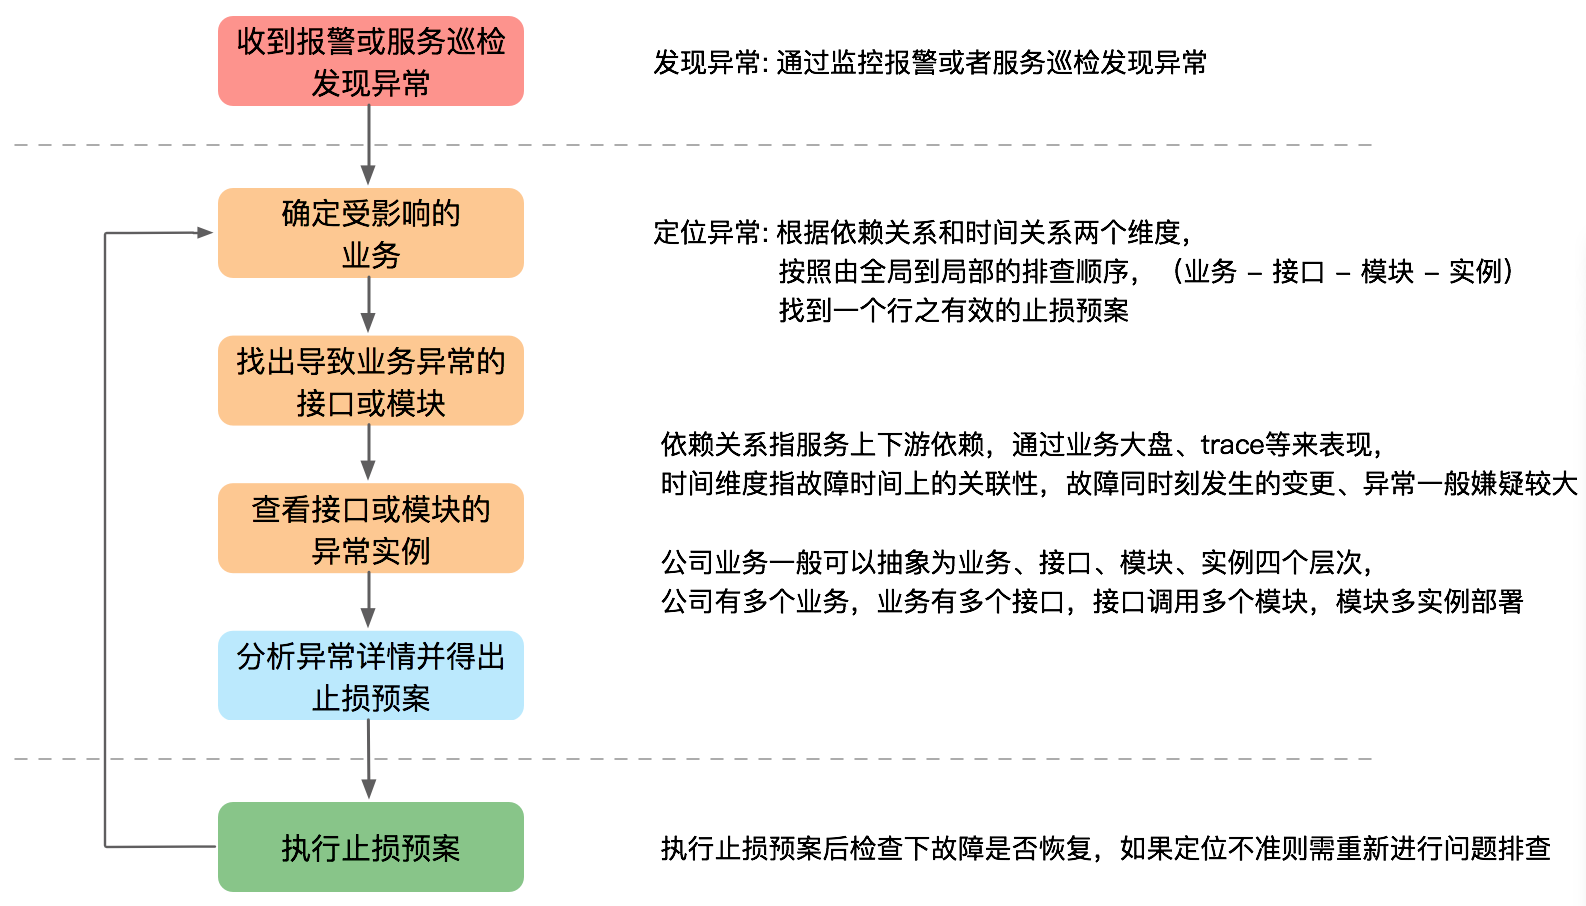 收到报警或服务巡检
发现异常
发现异常: 通过监控报警或者服务巡检发现异常
确定受影响的
业务
定位异常: 根据依赖关系和时间关系两个维度，
按照由全局到局部的排查顺序，（业务 – 接口 – 模块 – 实例）
找到一个行之有效的止损预案
找出导致业务异常的
接口或模块
依赖关系指服务上下游依赖，通过业务大盘、trace等来表现，
时间维度指故障时间上的关联性，故障同时刻发生的变更、异常一般嫌疑较大
查看接口或模块的
异常实例
公司业务一般可以抽象为业务、接口、模块、实例四个层次，
公司有多个业务，业务有多个接口，接口调用多个模块，模块多实例部署
分析异常详情并得出
止损预案
执行止损预案
执行止损预案后检查下故障是否恢复，如果定位不准则需重新进行问题排查